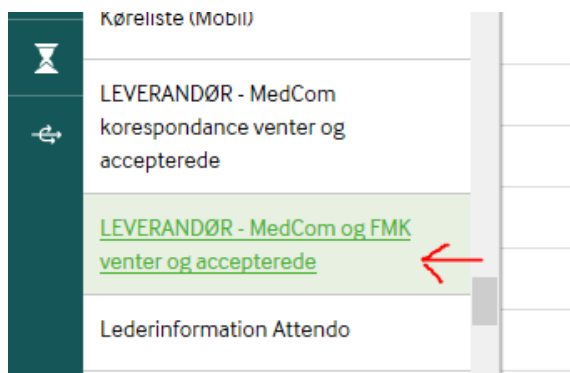 Køreliste (Mobil)
LEVERANDØR - MedCom
korespondance venter og
accepterede
LEVERANDØR - MedCom og FMK
venter og accepterede
Lederinformation Attendo